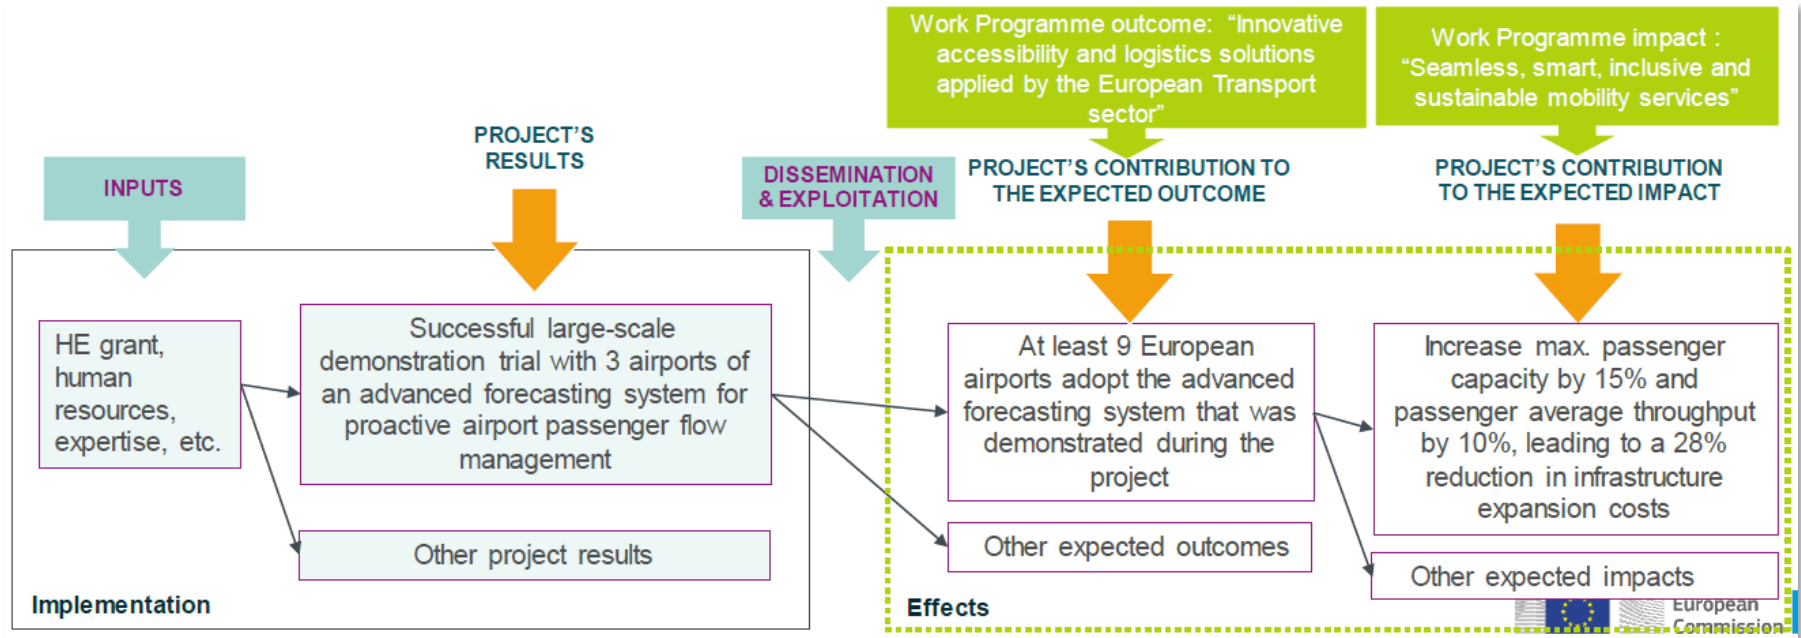 Work Programme outcome: “Innovative
accessibility and logistics solutions
applied by the European Transport
sector”
Work Programme impact :
“Seamless, smart, inclusive and
sustainable mobility services”
INPUTS
PROJECT’S
RESULTS
DISSEMINATION
& EXPLOITATION
PROJECT’S CONTRIBUTION TO
THE EXPECTED OUTCOME
PROJECT’S CONTRIBUTION
TO THE EXPECTED IMPACT
HE grant,
human
resources,
expertise, etc.
Successful large-scale
demonstration trial with 3 airports of
an advanced forecasting system for
proactive airport passenger flow
management
Other project results
Implementation
At least 9 European
airports adopt the advanced
forecasting system that was
demonstrated during the
project
Other expected outcomes
Increase max. passenger
capacity by 15% and
passenger average throughput
by 10%, leading to a 28%
reduction in infrastructure
expansion costs
Other expected impacts
Effects
European
Commission